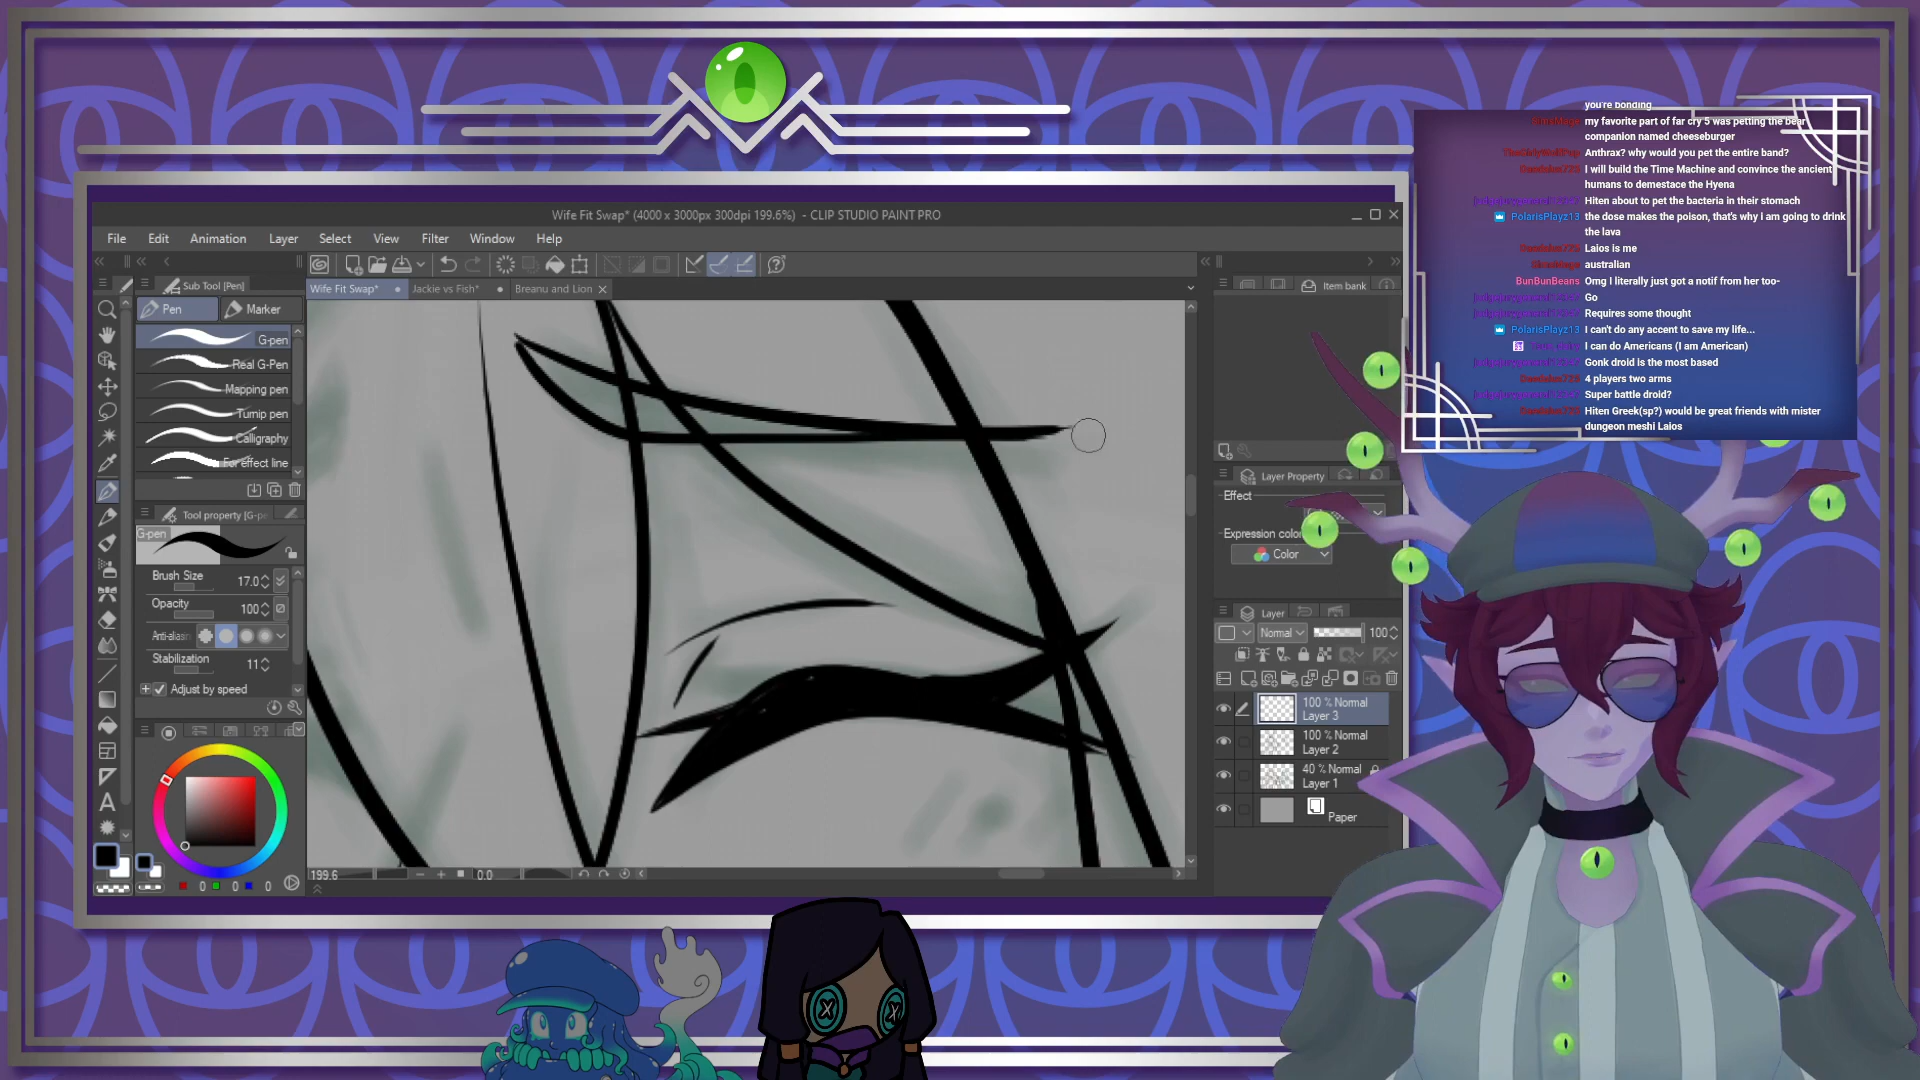 Wife Fit Swap* (4000 x 3000px 300dpi 199.6%) - CLIP STUDIO PAINT PRO
File Edit Animation Layer Select View Filter Window Help
Sub Tool [Pen]
Pen
Marker
G-pen
Real G-Pen
Mapping pen
Turnip pen
Calligraphy
For effect line
Tool property [G-pe
G-pen
Brush Size 17.0
Opacity 100
Anti-aliasin
Stabilization 11
Adjust by speed
0 0 0
Wife Fit Swap*
Jackie vs Fish*
Breanu and Lion
199.6
0.0
Item bank
Layer Property
Effect
Expression color
Color
Layer
Normal 100
100 % Normal
Layer 3
100 % Normal
Layer 2
40 % Normal
Layer 1
Paper
you're bonding
my favorite part of far cry 5 was petting the bear
companion named cheeseburger
Anthrax? why would you pet the entire band?
I will build the Time Machine and convince the ancient
humans to demestace the Hyena
Hiten about to pet the bacteria in their stomach
PolarisPlayz13 the dose makes the poison, that's why i am going to drink
the lava
Laios is me
australian
BunBunBeans Omg I literally just got a notif from her too-
Go
Requires some thought
PolarisPlayz13 I can't do any accent to save my life...
I can do Americans (I am American)
Gonk droid is the most based
4 players two arms
Super battle droid?
Hiten Greek(sp?) would be great friends with mister
dungeon meshi Laios